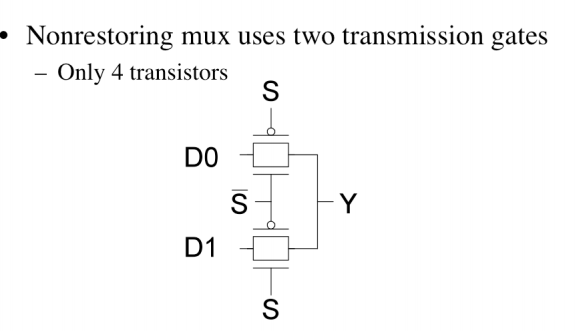 • Nonrestoring mux uses two transmission gates
– Only 4 transistors
S
D0
S̅
Y
D1
S